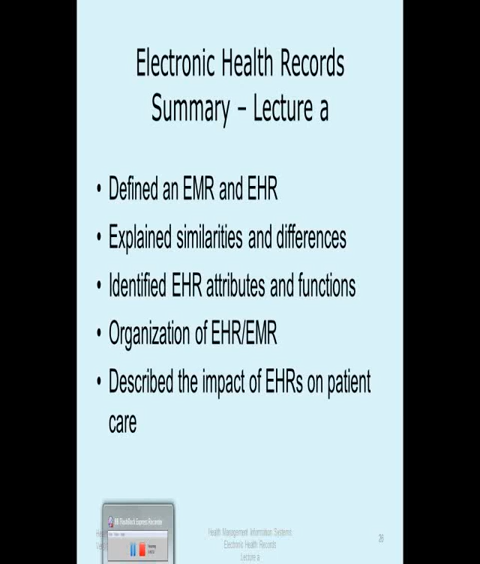 Electronic Health Records
Summary – Lecture a
• Defined an EMR and EHR
• Explained similarities and differences
• Identified EHR attributes and functions
• Organization of EHR/EMR
• Described the impact of EHRs on patient
care
Express Recorder
Health Management Information Systems
Electronic Health Records
Lecture a
26